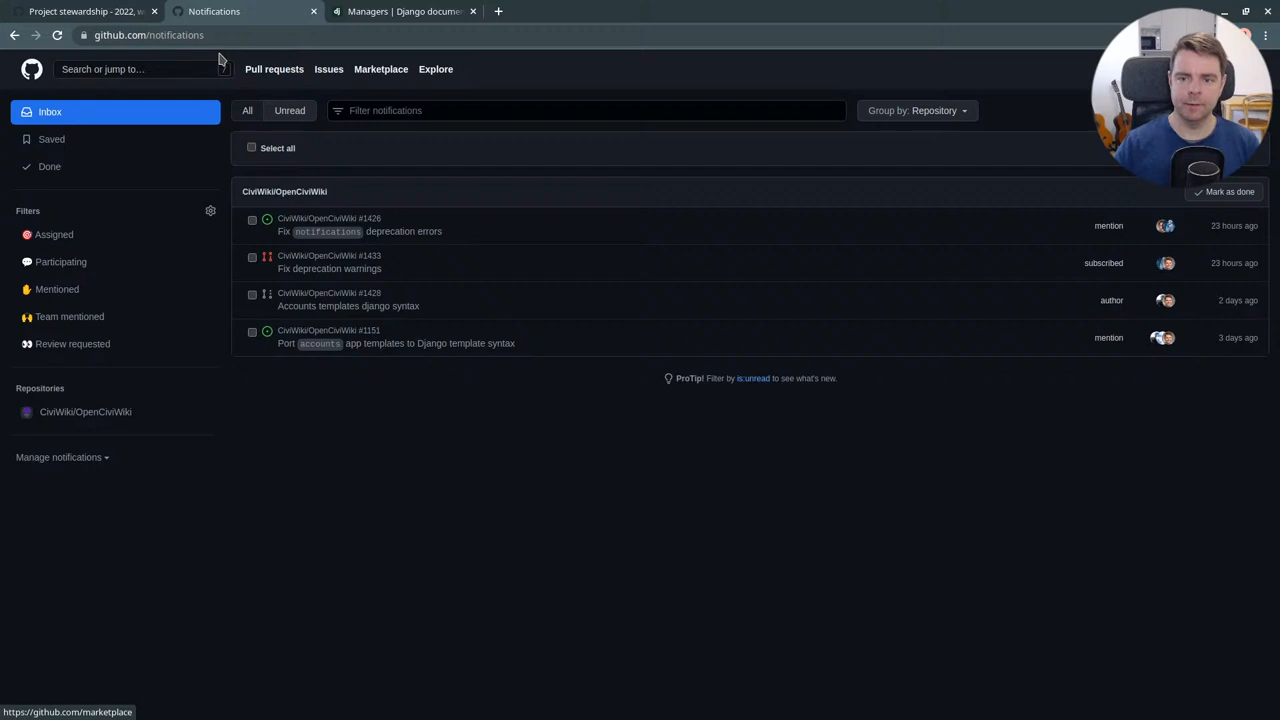 Project stewardship - 2022, w
Notifications
Managers | Django docume
github.com/notifications
Search or jump to…
/
Pull requests
Issues
Marketplace
Explore
Inbox
Saved
Done
Filters
Assigned
Participating
Mentioned
Team mentioned
Review requested
Repositories
CiviWiki/OpenCiviWiki
Manage notifications
All
Unread
Filter notifications
Group by: Repository
Select all
CiviWiki/OpenCiviWiki
Mark as done
CiviWiki/OpenCiviWiki #1426
Fix notifications deprecation errors
mention
23 hours ago
CiviWiki/OpenCiviWiki #1433
Fix deprecation warnings
subscribed
23 hours ago
CiviWiki/OpenCiviWiki #1428
Accounts templates django syntax
author
2 days ago
CiviWiki/OpenCiviWiki #1151
Port accounts app templates to Django template syntax
mention
3 days ago
ProTip! Filter by is:unread to see what's new.
https://github.com/marketplace